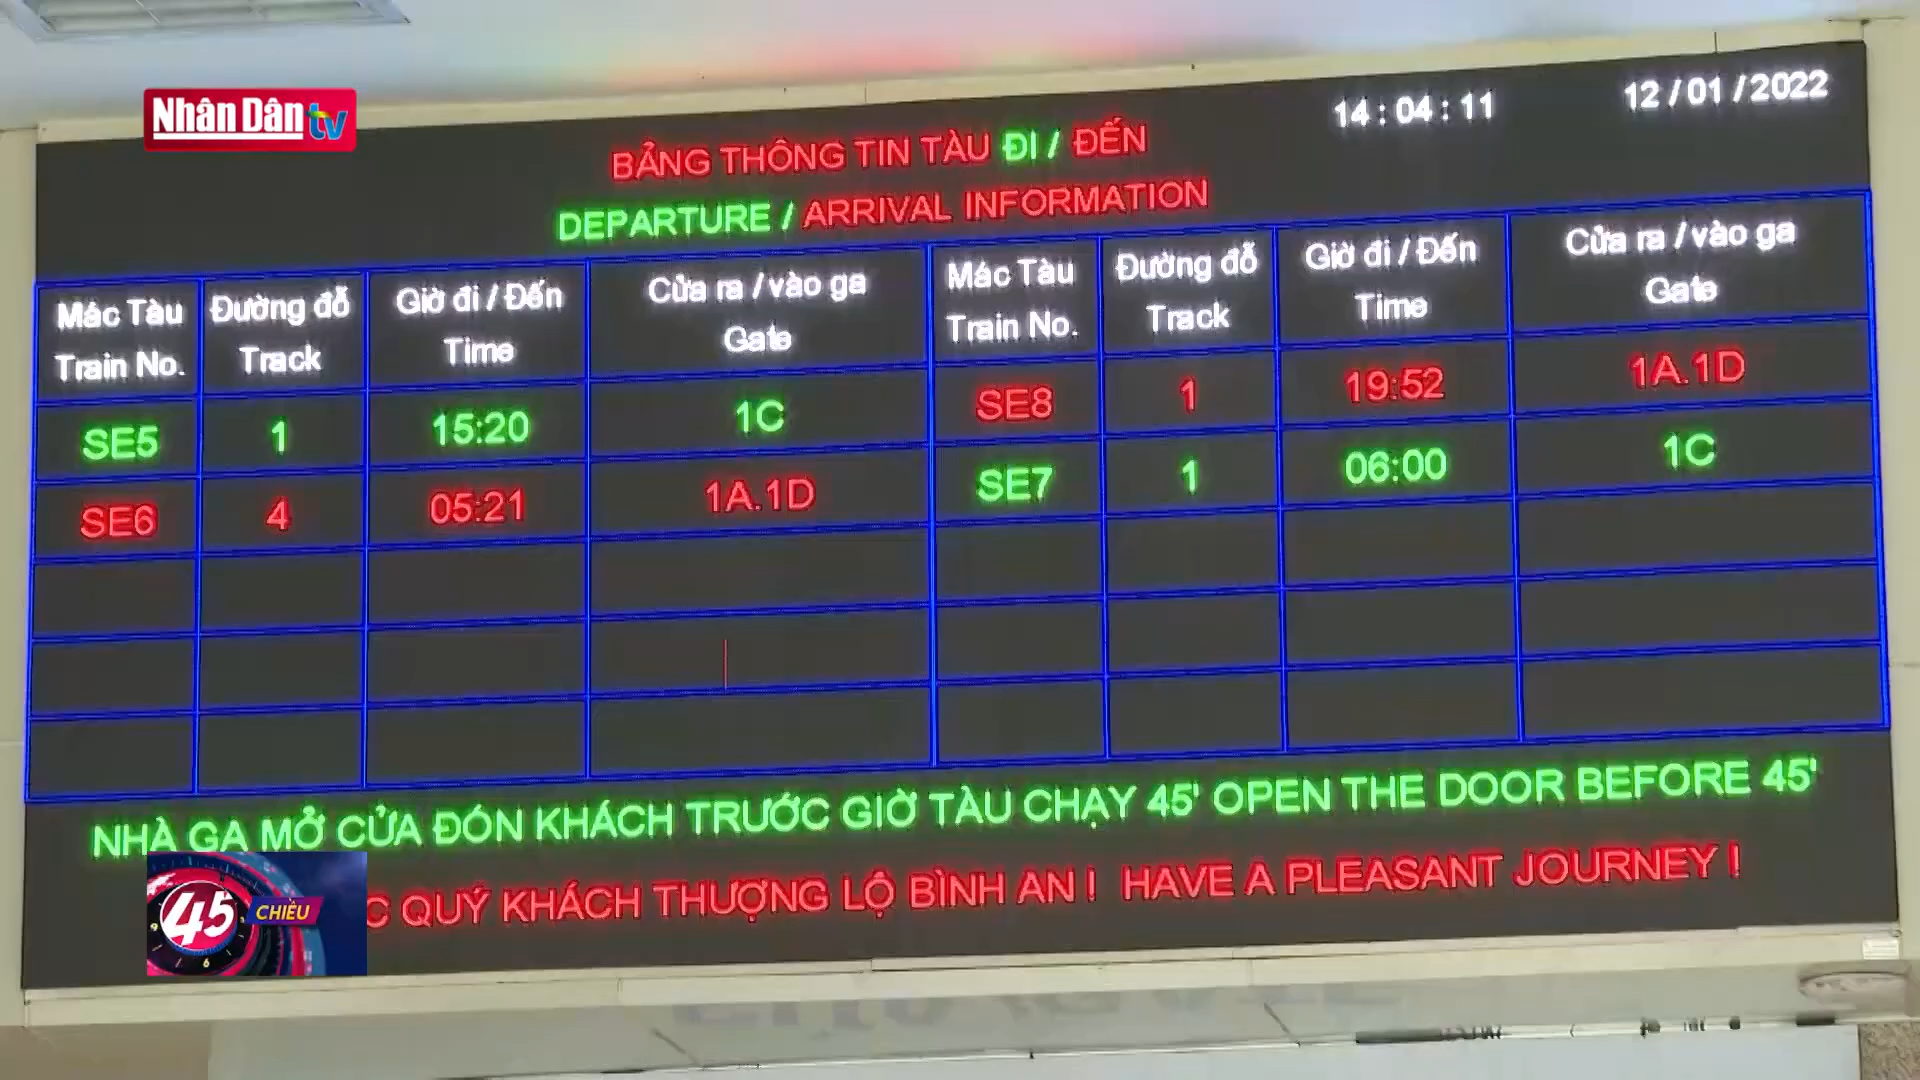 Nhân Dân tv
14 : 04 : 11
12 / 01 / 2022
BẢNG THÔNG TIN TÀU ĐI / ĐẾN
DEPARTURE / ARRIVAL INFORMATION
Mác Tàu Đường đỗ Giờ đi / Đến Cửa ra / vào ga Mác Tàu Đường đỗ Giờ đi / Đến Cửa ra / vào ga
Train No. Track Time Gate Train No. Track Time Gate
SE5 1 15:20 1C SE8 1 19:52 1A.1D
SE6 4 05:21 1A.1D SE7 1 06:00 1C
NHÀ GA MỞ CỬA ĐÓN KHÁCH TRƯỚC GIỜ TÀU CHẠY 45' OPEN THE DOOR BEFORE 45'
QUÝ KHÁCH THƯỢNG LỘ BÌNH AN ! HAVE A PLEASANT JOURNEY !
45 CHIỀU